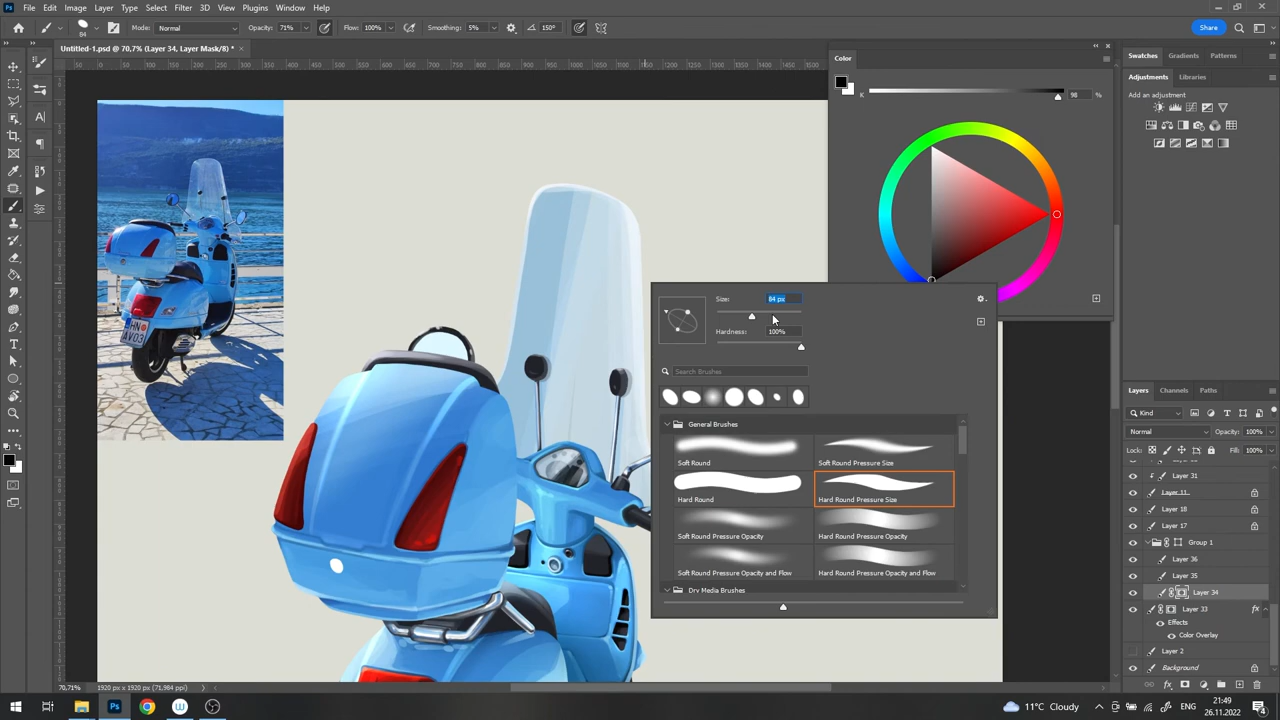 File Edit Image Layer Type Select Filter 3D View Plugins Window Help
84 Mode: Normal Opacity: 71% Flow: 100% Smoothing: 5% 150° Share
Untitled-1.psd @ 70,7% (Layer 34, Layer Mask/8) *
Color
K 98 %
Swatches Gradients Patterns
Adjustments Libraries
Add an adjustment
HN
AV03
Size: 84 px
Hardness: 100%
Search Brushes
General Brushes
Soft Round Soft Round Pressure Size
Hard Round Hard Round Pressure Size
Soft Round Pressure Opacity Hard Round Pressure Opacity
Soft Round Pressure Opacity and Flow Hard Round Pressure Opacity and Flow
Dry Media Brushes
Layers Channels Paths
Kind
Normal Opacity: 100%
Lock: Fill: 100%
Layer 31
Layer 11
Layer 18
Layer 17
Group 1
Layer 36
Layer 35
Layer 34
Layer 33 fx
Effects
Color Overlay
Layer 2
Background
70,71% 1920 px x 1920 px (71,984 ppi)
11°C Cloudy
21:49
26.11.2022